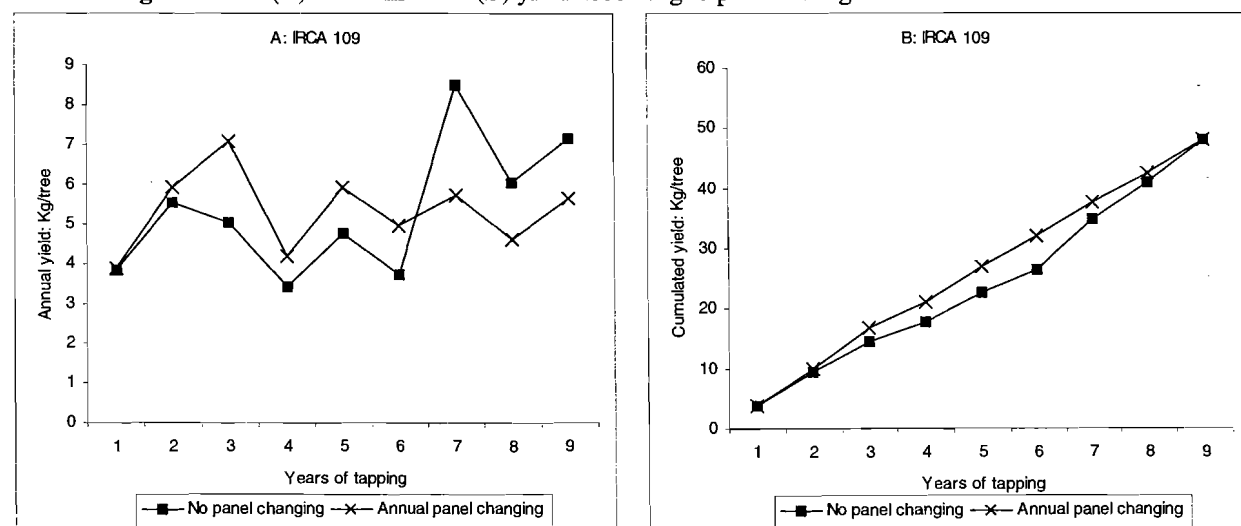 A: IRCA 109
9
8
7
6
5
4
3
2
1
0
Annual yield: Kg/tree
1 2 3 4 5 6 7 8 9
Years of tapping
No panel changing Annual panel changing
B: IRCA 109
60
50
40
30
20
10
0
Cumulated yield: Kg/tree
1 2 3 4 5 6 7 8 9
Years of tapping
No panel changing Annual panel changing